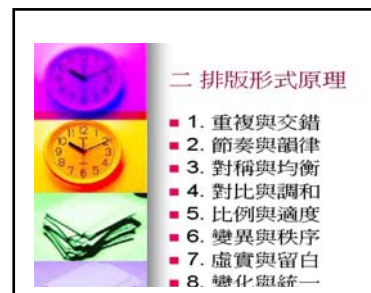 二 排版形式原理
1. 重複與交錯
2. 節奏與韻律
3. 對稱與均衡
4. 對比與調和
5. 比例與適度
6. 變異與秩序
7. 虛實與留白
8. 變化與統一